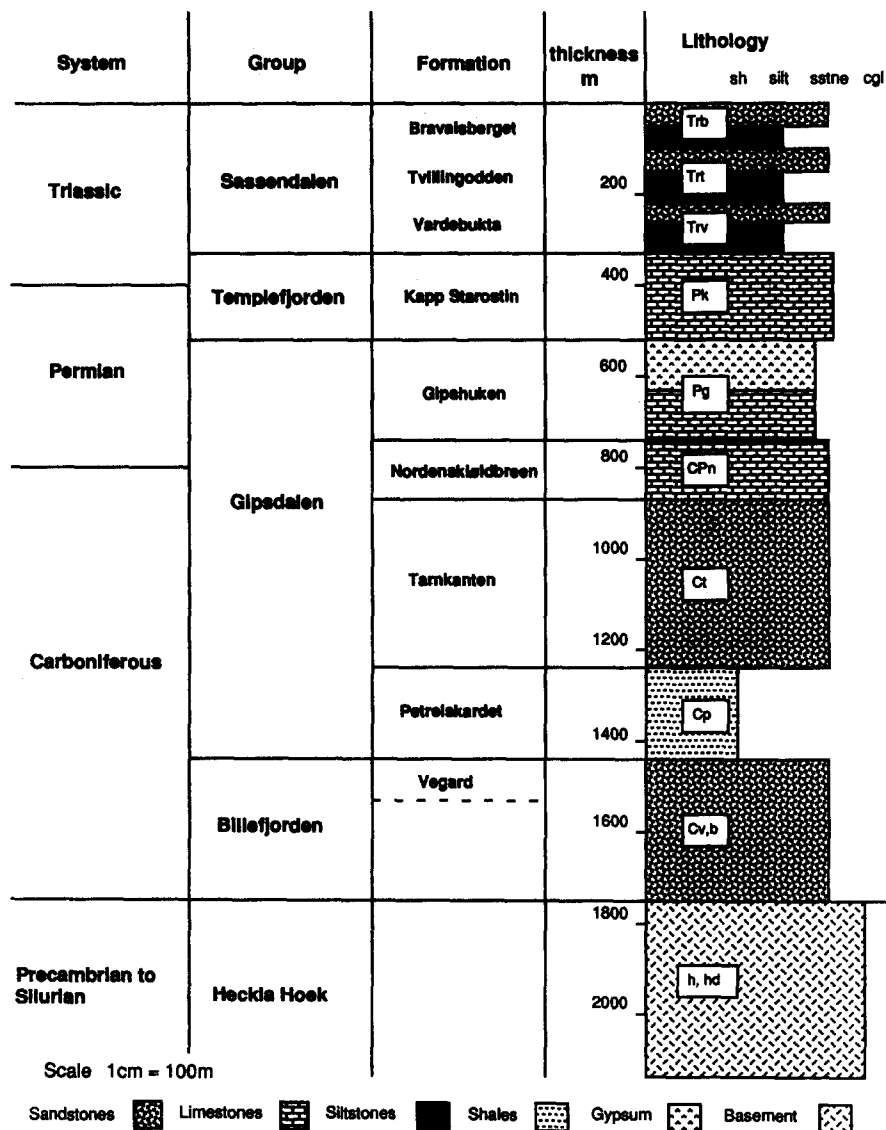 System Group Formation thickness m Lithology
sh silt sstne cgl
Triassic
Sassendalen
Bravaisberget
Tvillingodden
Vardebukta
200
Trb
Trt
Trv
Templefjorden
Kapp Starostin
400
Pk
Permian
Gipsdalen
Gipshuken
600
Pg
Nordenskiøldbreen
800
CPn
Carboniferous
Tarnkanten
1000
Ct
1200
Petrelskardet
Cp
1400
Billefjorden
Vegard
1600
Cv,b
1800
Precambrian to
Silurian
Heckla Hoek
h, hd
2000
Scale 1cm = 100m
Sandstones Limestones Siltstones Shales Gypsum Basement